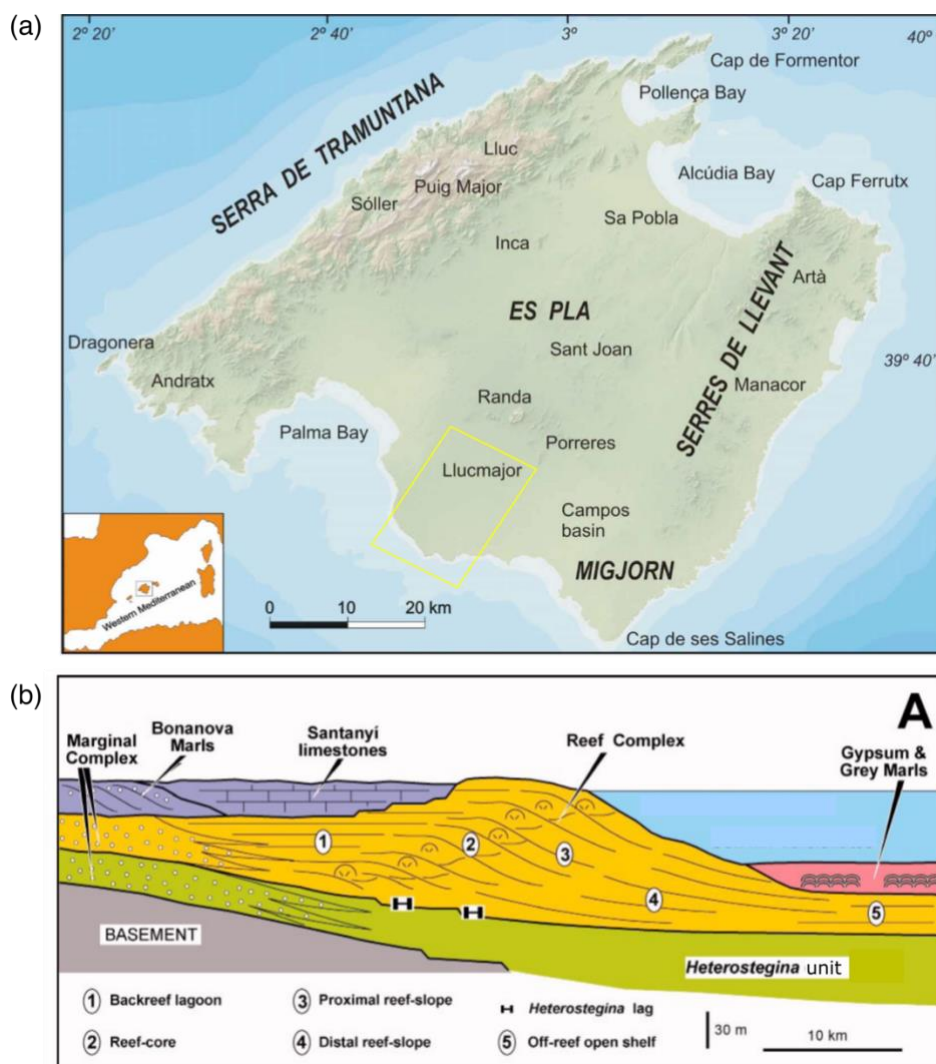 (a)
2º 20'
2º 40'
3º
3º 20'
40º
Cap de Formentor
Pollença Bay
SERRA DE TRAMUNTANA
Lluc
Puig Major
Alcúdia Bay
Cap Ferrutx
Sóller
Sa Pobla
Inca
Artà
ES PLA
SERRES DE LLEVANT
Dragonera
Sant Joan
39º 40'
Andratx
Manacor
Randa
Palma Bay
Porreres
Llucmajor
Campos
basin
MIGJORN
Western Mediterranean
0 10 20 km
Cap de ses Salines
(b)
A
Marginal
Complex
Bonanova
Marls
Santanyi
limestones
Reef Complex
Gypsum &
Grey Marls
1
2
3
4
5
H
H
BASEMENT
Heterostegina unit
1 Backreef lagoon
3 Proximal reef-slope
H Heterostegina lag
2 Reef-core
4 Distal reef-slope
5 Off-reef open shelf
30 m
10 km